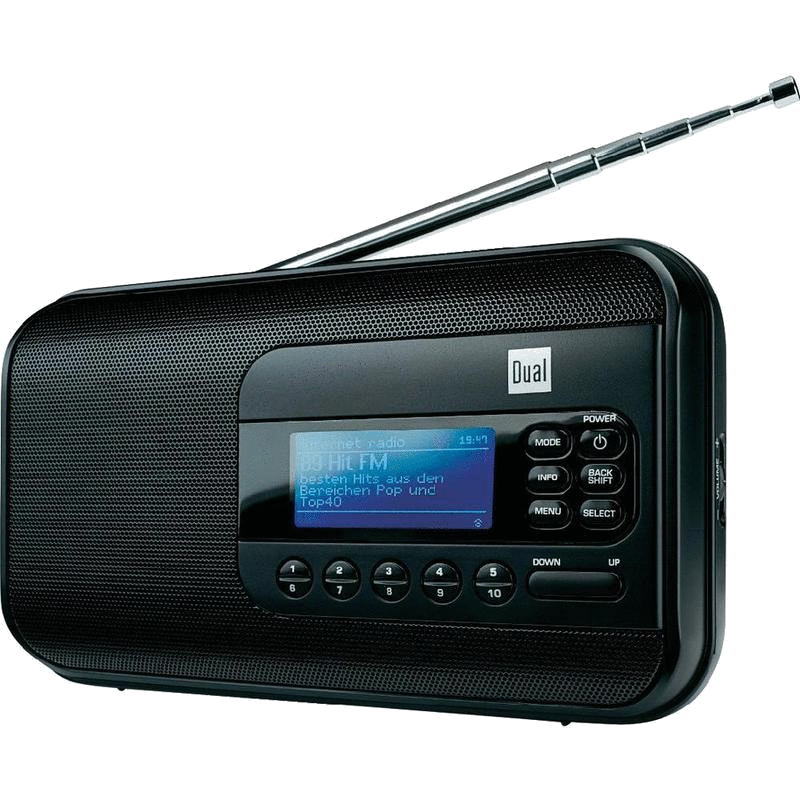 Dual
POWER
internet radio 19:47
89 Hit FM
besten Hits aus den
Bereichen Pop und
Top40
MODE
INFO
BACK
SHIFT
MENU
SELECT
1 2 3 4 5
6 7 8 9 10
DOWN UP
VOLUME +